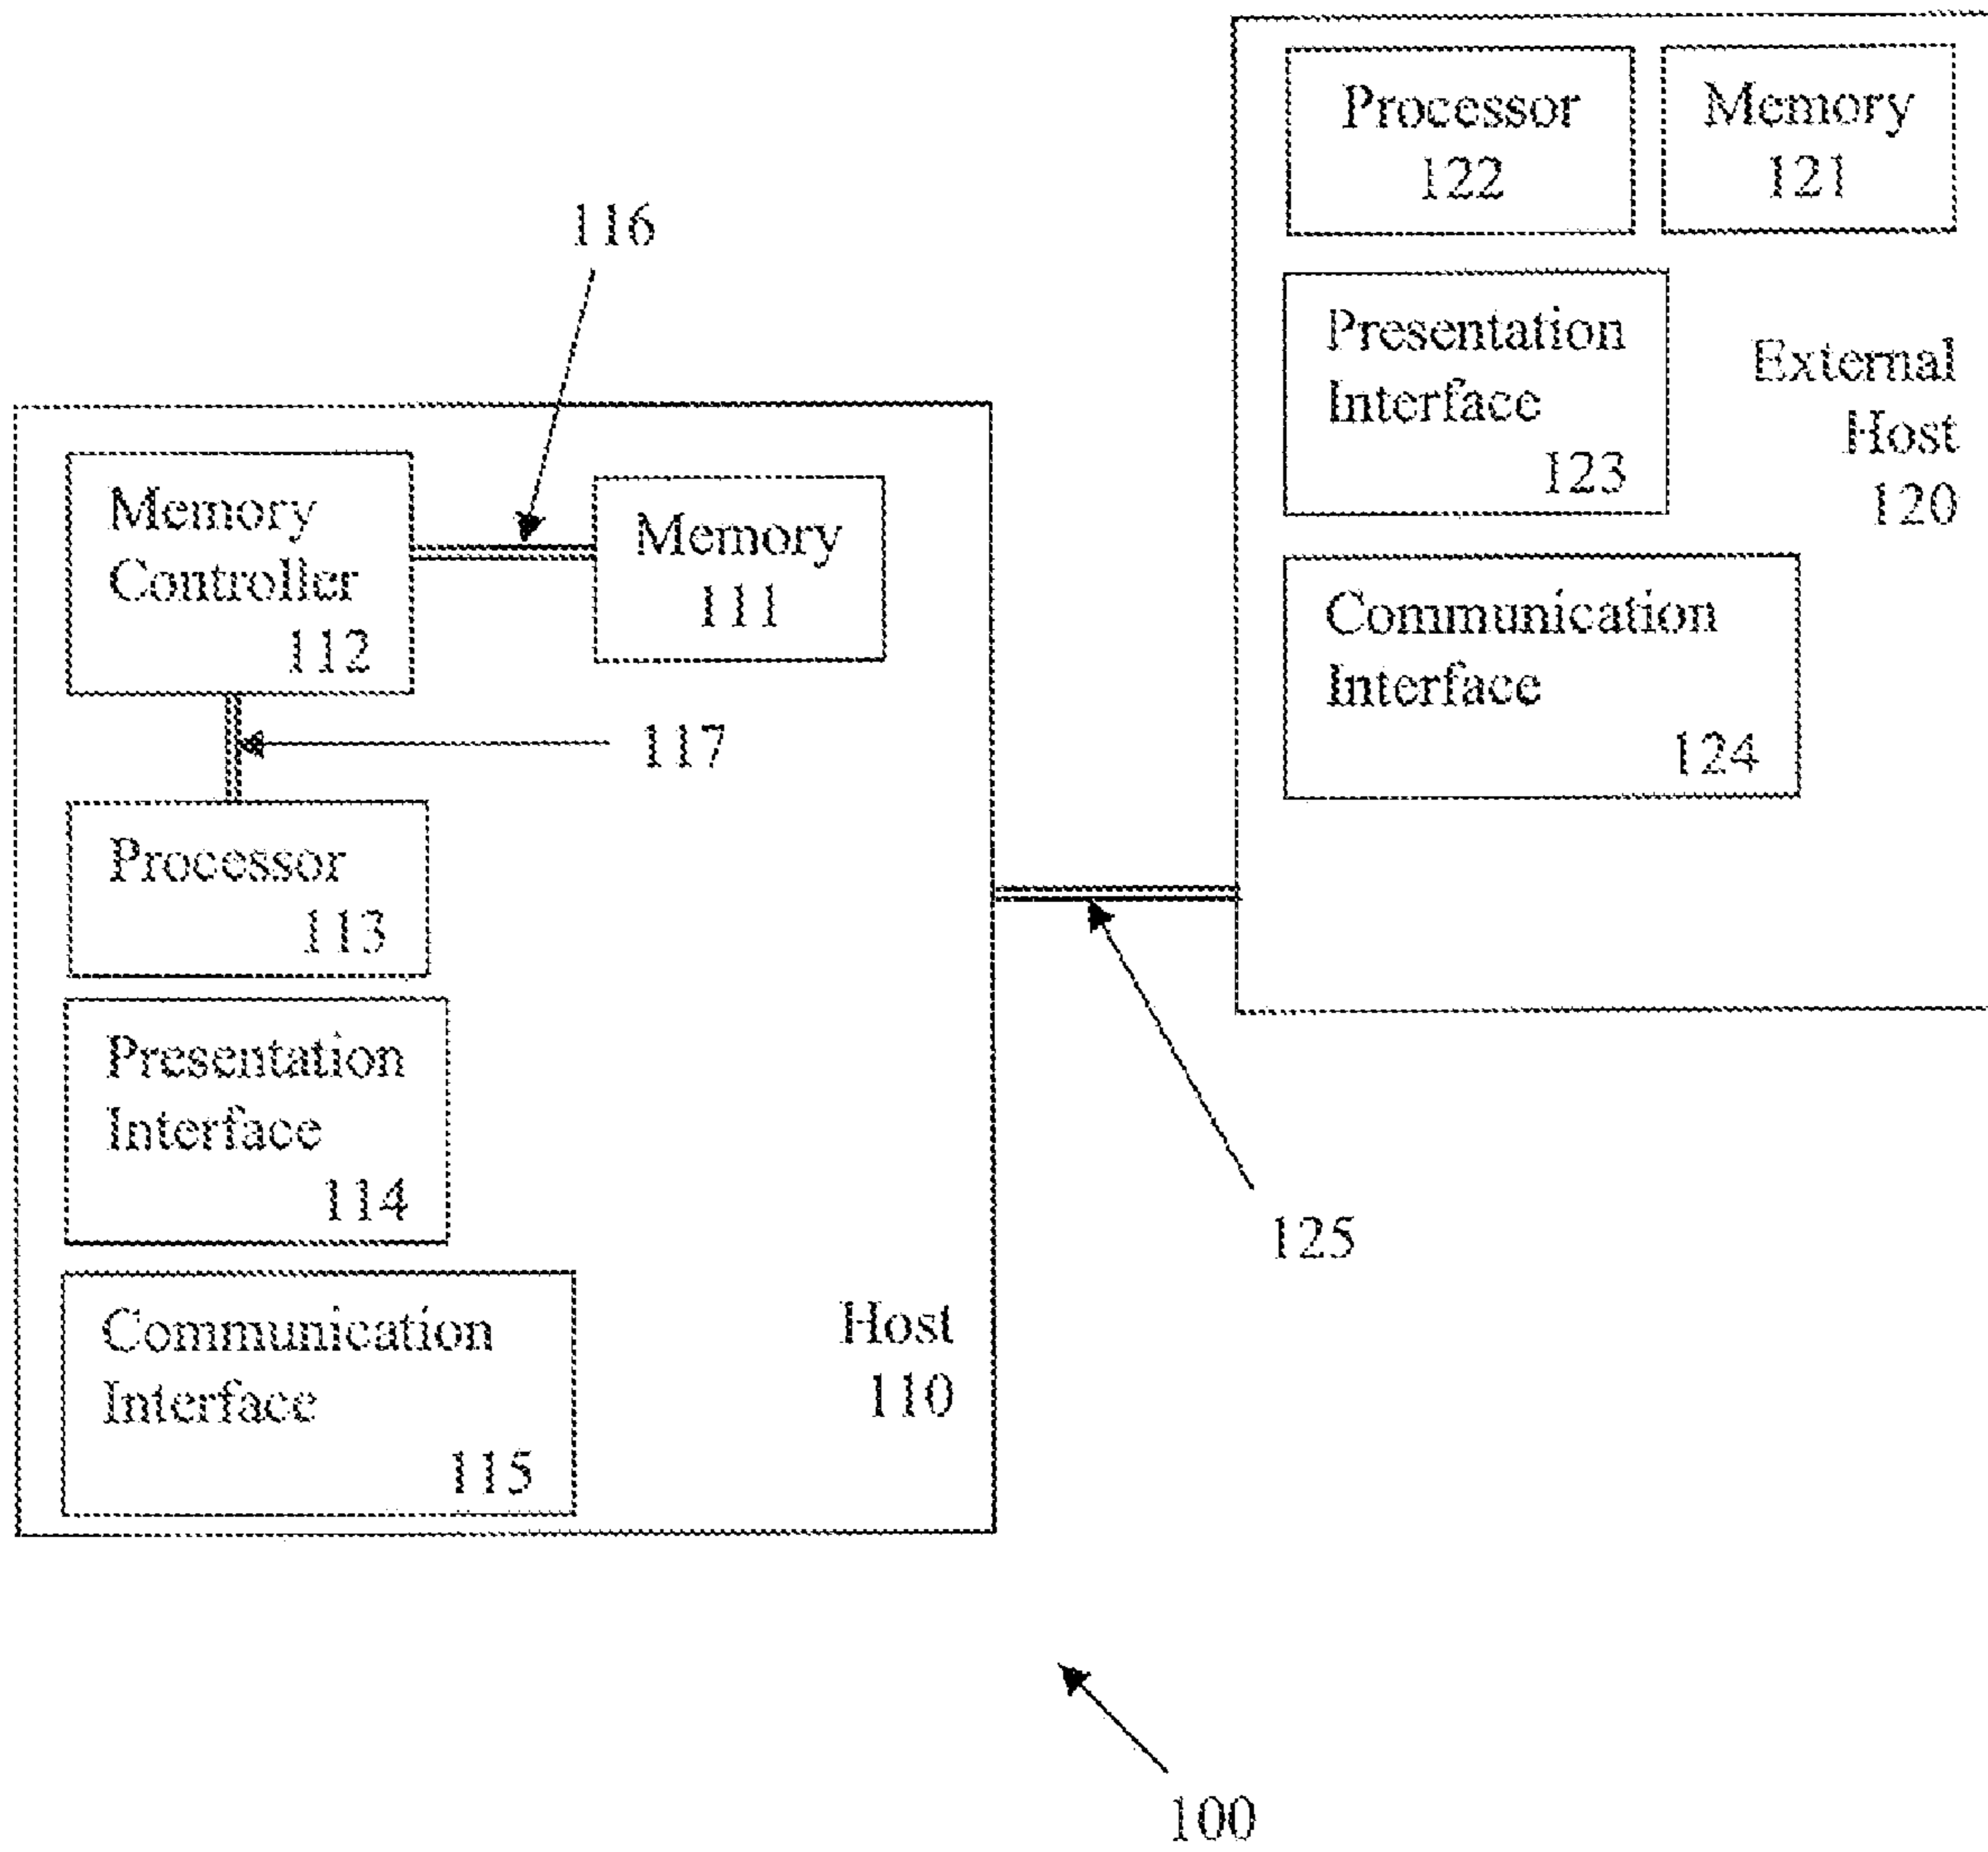 Processor
122
Memory
121
116
Presentation
Interface
123
External
Host
120
Memory
Controller
112
Memory
111
Communication
Interface
124
117
Processor
113
Presentation
Interface
114
125
Communication
Interface
115
Host
110
100